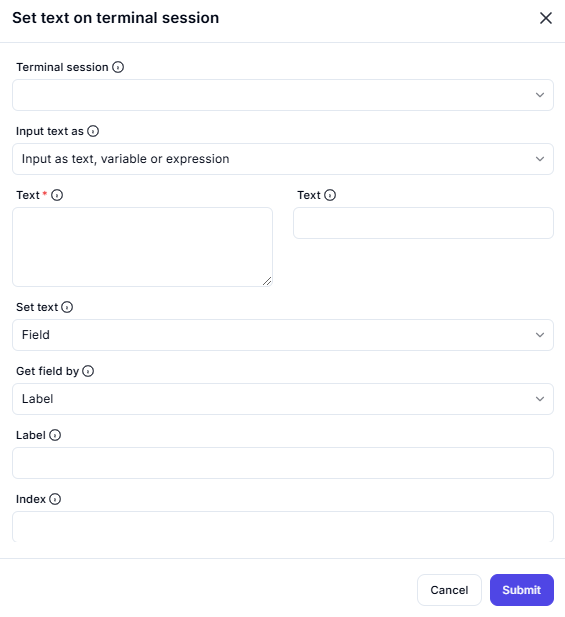 Set text on terminal session
Terminal session
Input text as
Input as text, variable or expression
Text * Text
Set text
Field
Get field by
Label
Label
Index
Cancel Submit